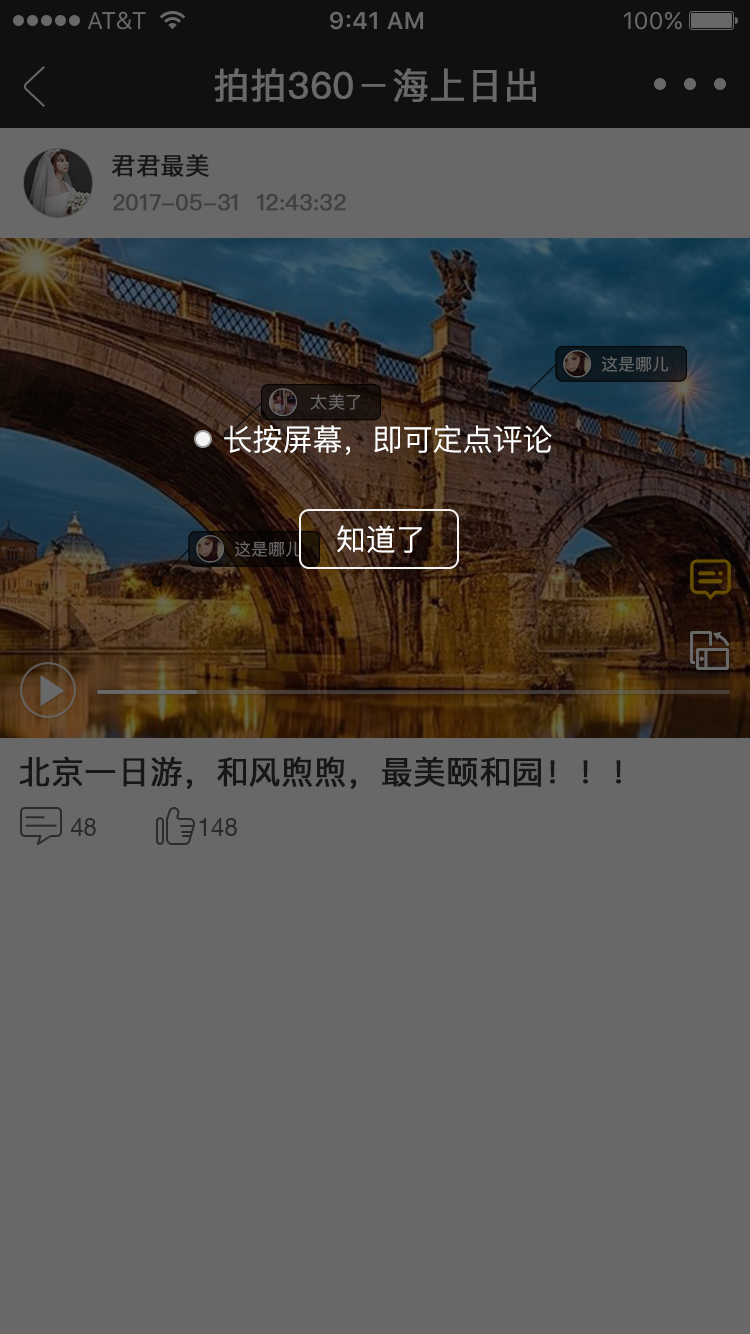 AT&T 9:41 AM 100%
拍拍360－海上日出
君君最美
2017-05-31 12:43:32
这是哪儿
太美了
长按屏幕，即可定点评论
知道了
这是哪儿
北京一日游，和风煦煦，最美颐和园！！！
48 148